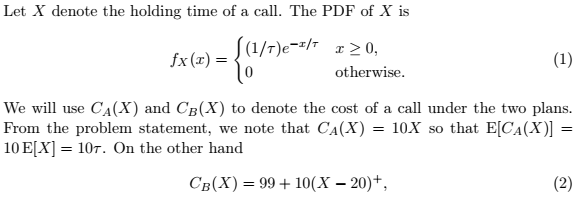 Let X denote the holding time of a call. The PDF of X is
f_X(x) = { (1/τ)e^{−x/τ}  x ≥ 0,
0  otherwise.  (1)
We will use C_A(X) and C_B(X) to denote the cost of a call under the two plans.
From the problem statement, we note that C_A(X) = 10X so that E[C_A(X)] =
10 E[X] = 10τ. On the other hand
C_B(X) = 99 + 10(X − 20)^+,  (2)